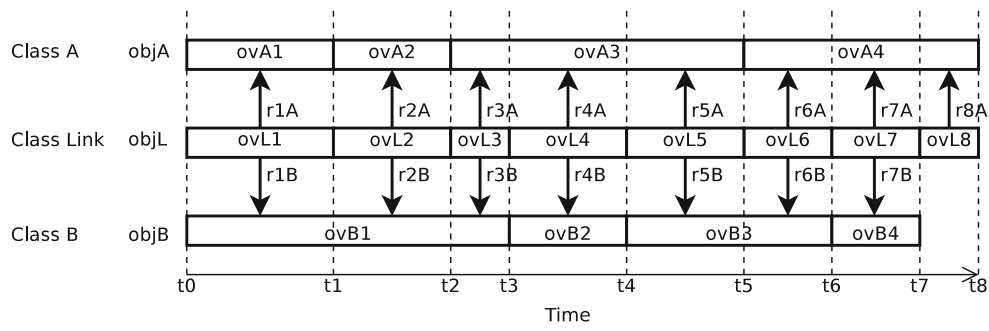 Class A objA ovA1 ovA2 ovA3 ovA4
r1A r2A r3A r4A r5A r6A r7A r8A
Class Link objL ovL1 ovL2 ovL3 ovL4 ovL5 ovL6 ovL7 ovL8
r1B r2B r3B r4B r5B r6B r7B
Class B objB ovB1 ovB2 ovB3 ovB4
t0 t1 t2 t3 t4 t5 t6 t7 t8
Time